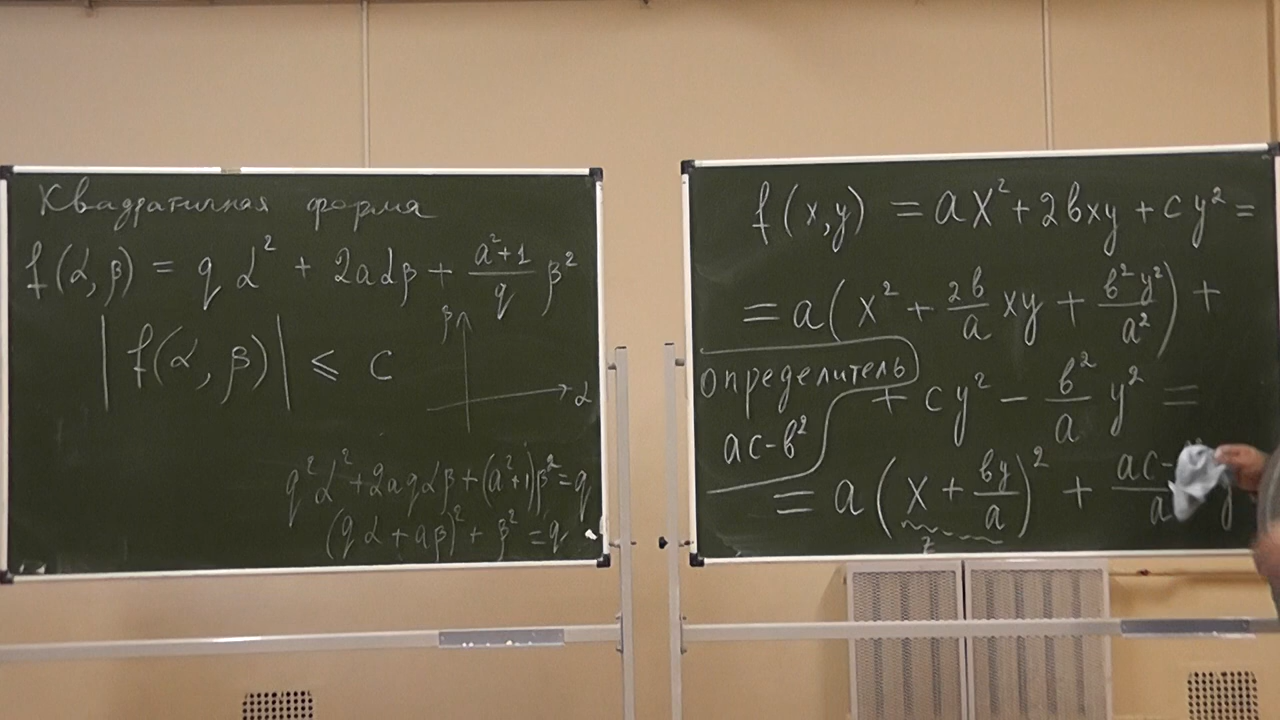 Квадратичная форма
f(α, β) = q α² + 2aαβ + (a²+1)/q β²
|f(α, β)| ≤ C
β
α
q²α² + 2aqαβ + (a²+1)β² = q
(qα + aβ)² + β² = q
f(x,y) = ax² + 2bxy + cy² =
= a(x² + 2b/a xy + b²y²/a²) +
определитель
+ cy² − b²/a y² =
ac-b²
= a(x + by/a)² + ac-
a
y
z